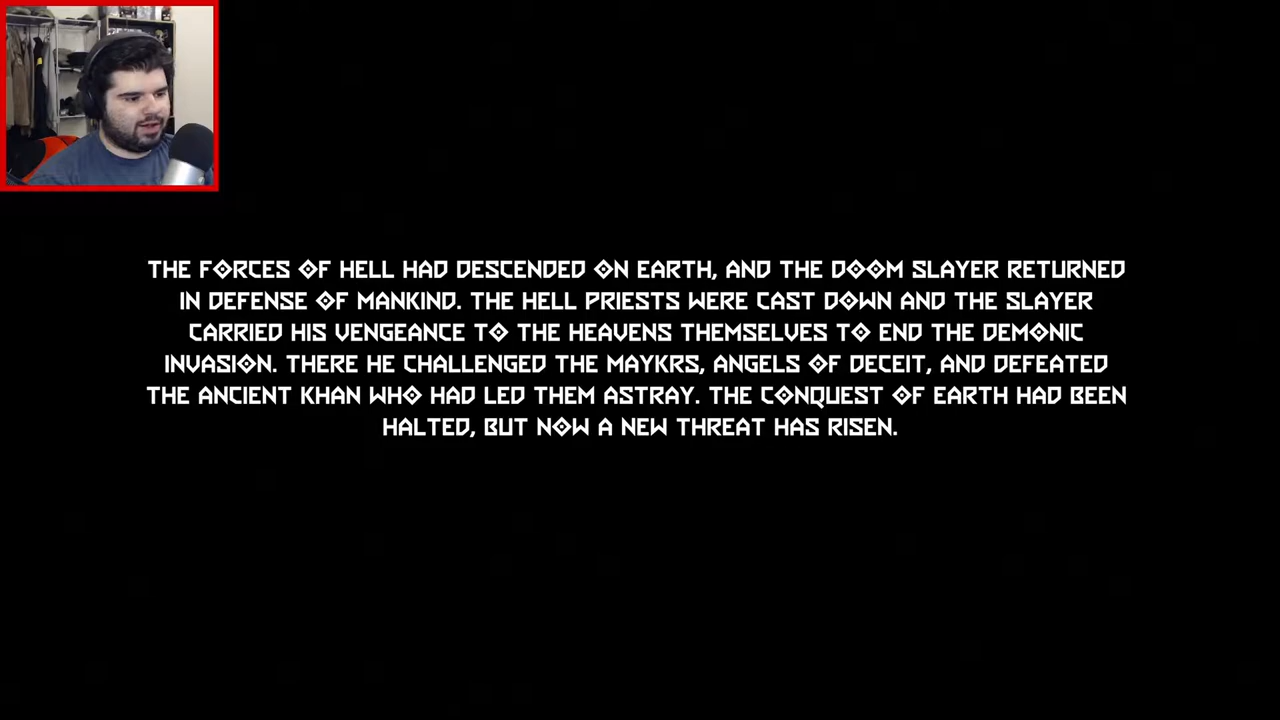 THE FORCES OF HELL HAD DESCENDED ON EARTH, AND THE DOOM SLAYER RETURNED
IN DEFENSE OF MANKIND. THE HELL PRIESTS WERE CAST DOWN AND THE SLAYER
CARRIED HIS VENGEANCE TO THE HEAVENS THEMSELVES TO END THE DEMONIC
INVASION. THERE HE CHALLENGED THE MAYKRS, ANGELS OF DECEIT, AND DEFEATED
THE ANCIENT KHAN WHO HAD LED THEM ASTRAY. THE CONQUEST OF EARTH HAD BEEN
HALTED, BUT NOW A NEW THREAT HAS RISEN.